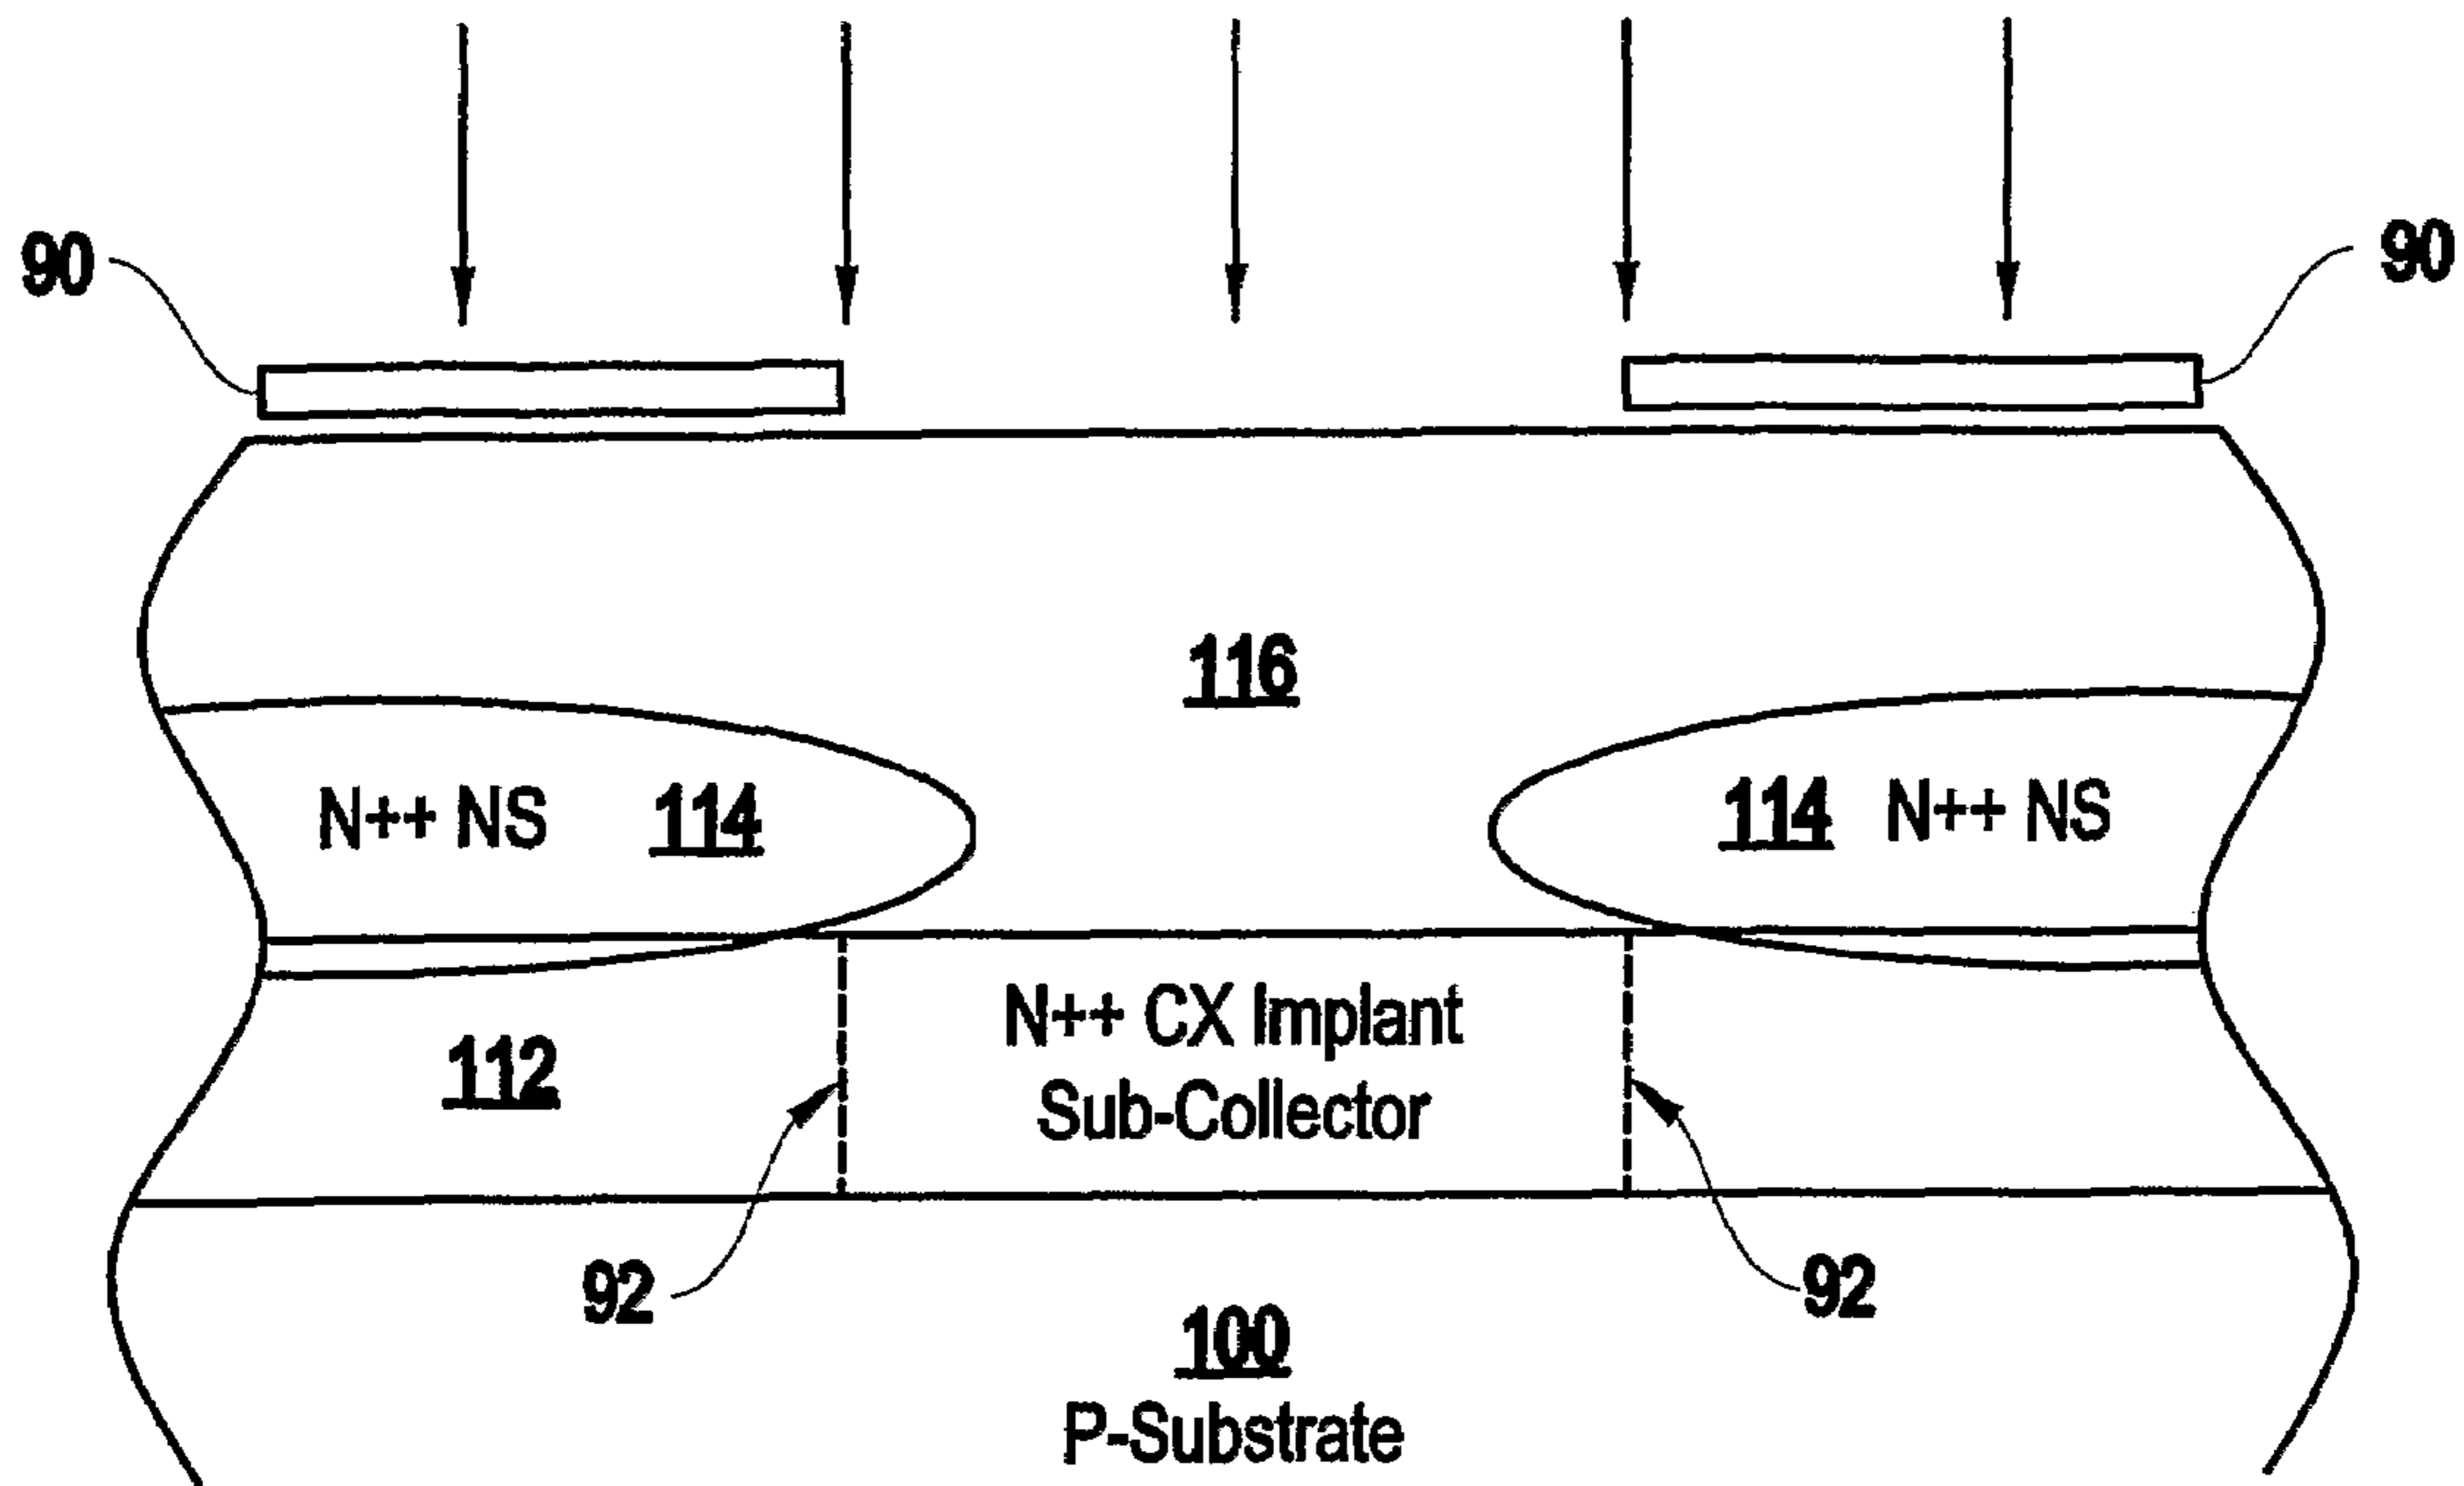 90
90
116
N++ NS 114
114 N++ NS
N++ CX Implant
Sub-Collector
112
92
92
100
P-Substrate